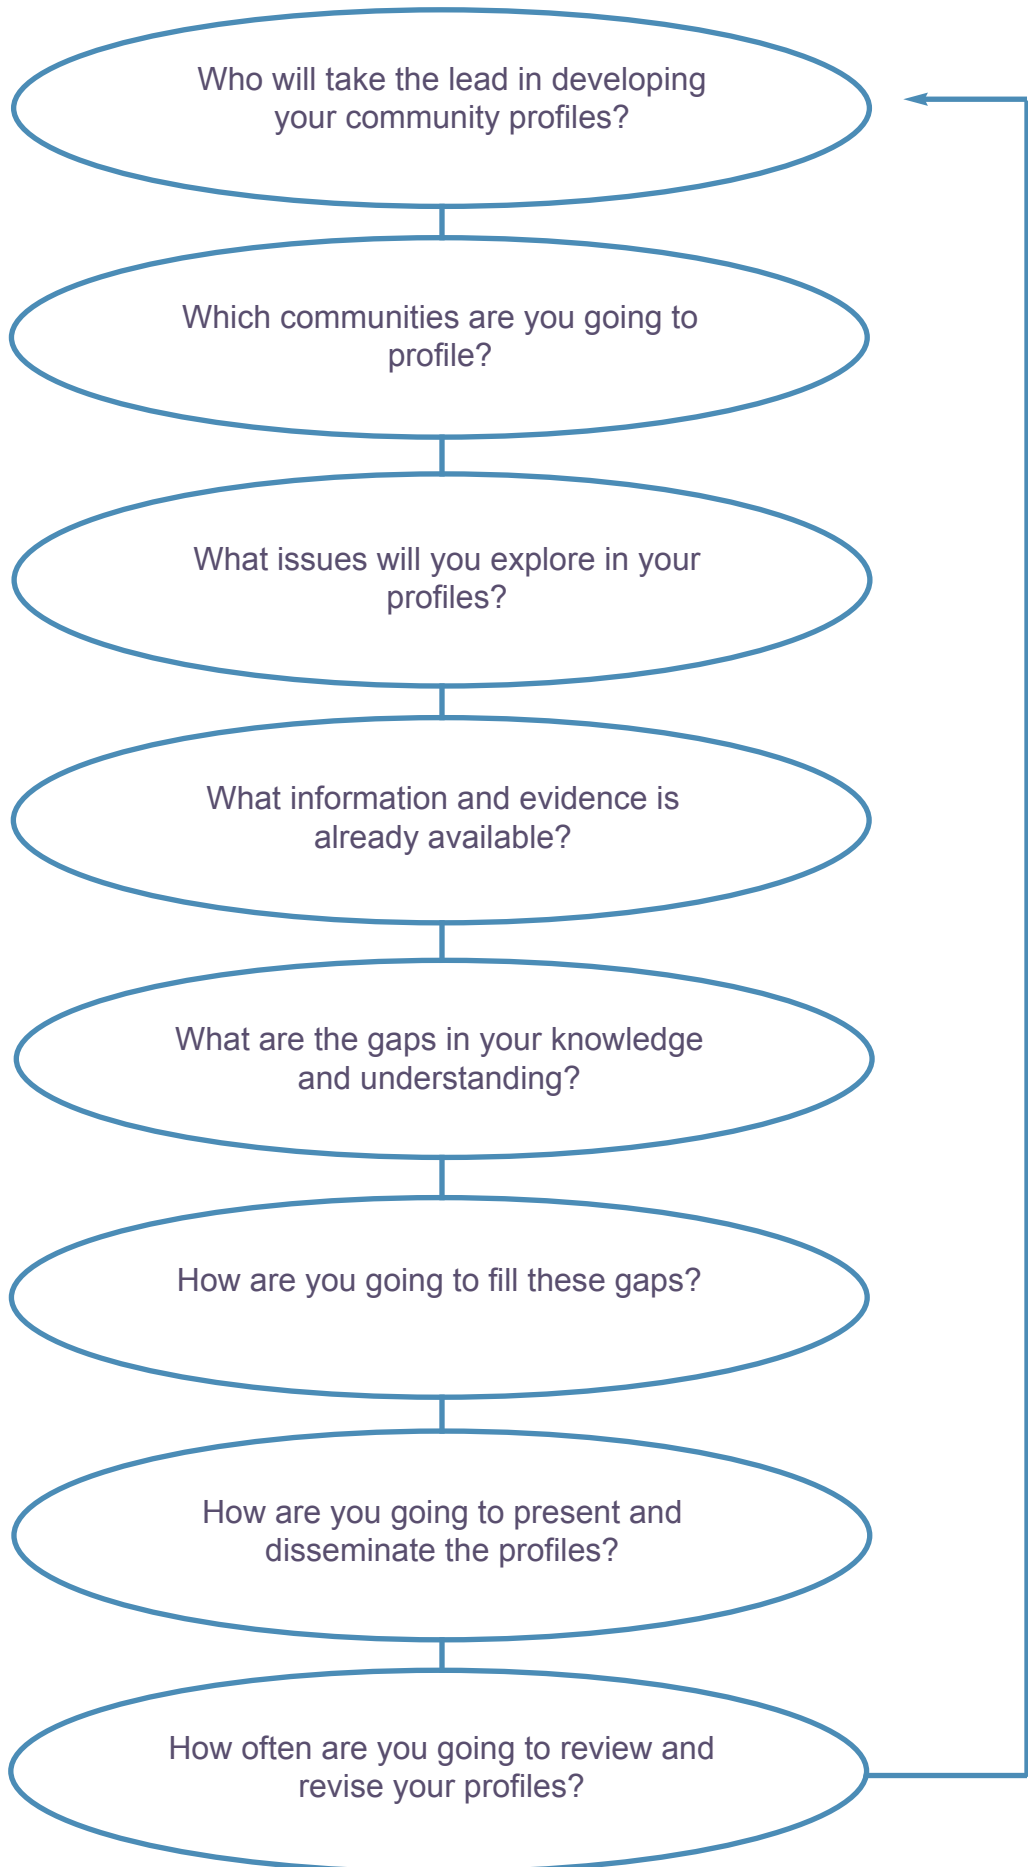 Who will take the lead in developing
your community profiles?
Which communities are you going to
profile?
What issues will you explore in your
profiles?
What information and evidence is
already available?
What are the gaps in your knowledge
and understanding?
How are you going to fill these gaps?
How are you going to present and
disseminate the profiles?
How often are you going to review and
revise your profiles?